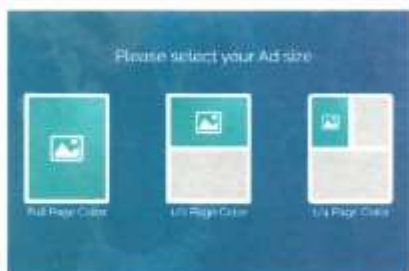 Please select your Ad size
Full Page Color
1/2 Page Color
1/4 Page Color